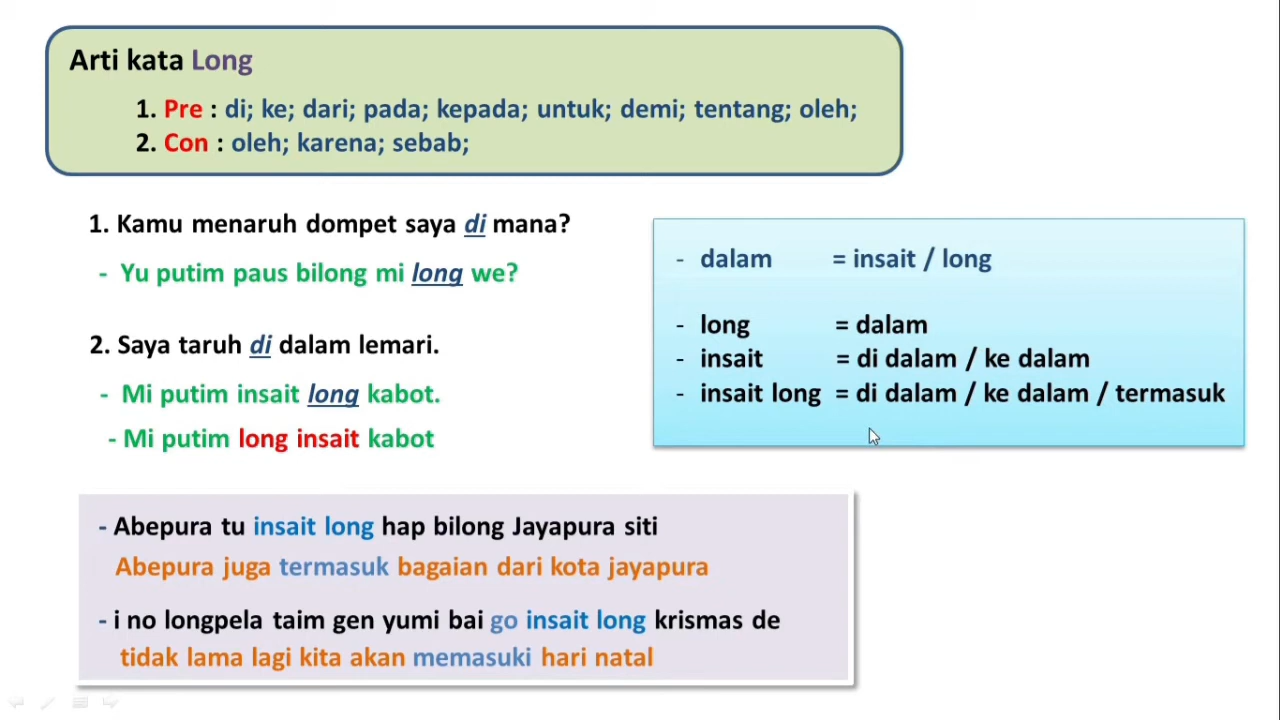 Arti kata Long
1. Pre : di; ke; dari; pada; kepada; untuk; demi; tentang; oleh;
2. Con : oleh; karena; sebab;
1. Kamu menaruh dompet saya di mana?
- Yu putim paus bilong mi long we?
2. Saya taruh di dalam lemari.
- Mi putim insait long kabot.
- Mi putim long insait kabot
- dalam = insait / long
- long = dalam
- insait = di dalam / ke dalam
- insait long = di dalam / ke dalam / termasuk
- Abepura tu insait long hap bilong Jayapura siti
Abepura juga termasuk bagaian dari kota jayapura
- i no longpela taim gen yumi bai go insait long krismas de
tidak lama lagi kita akan memasuki hari natal